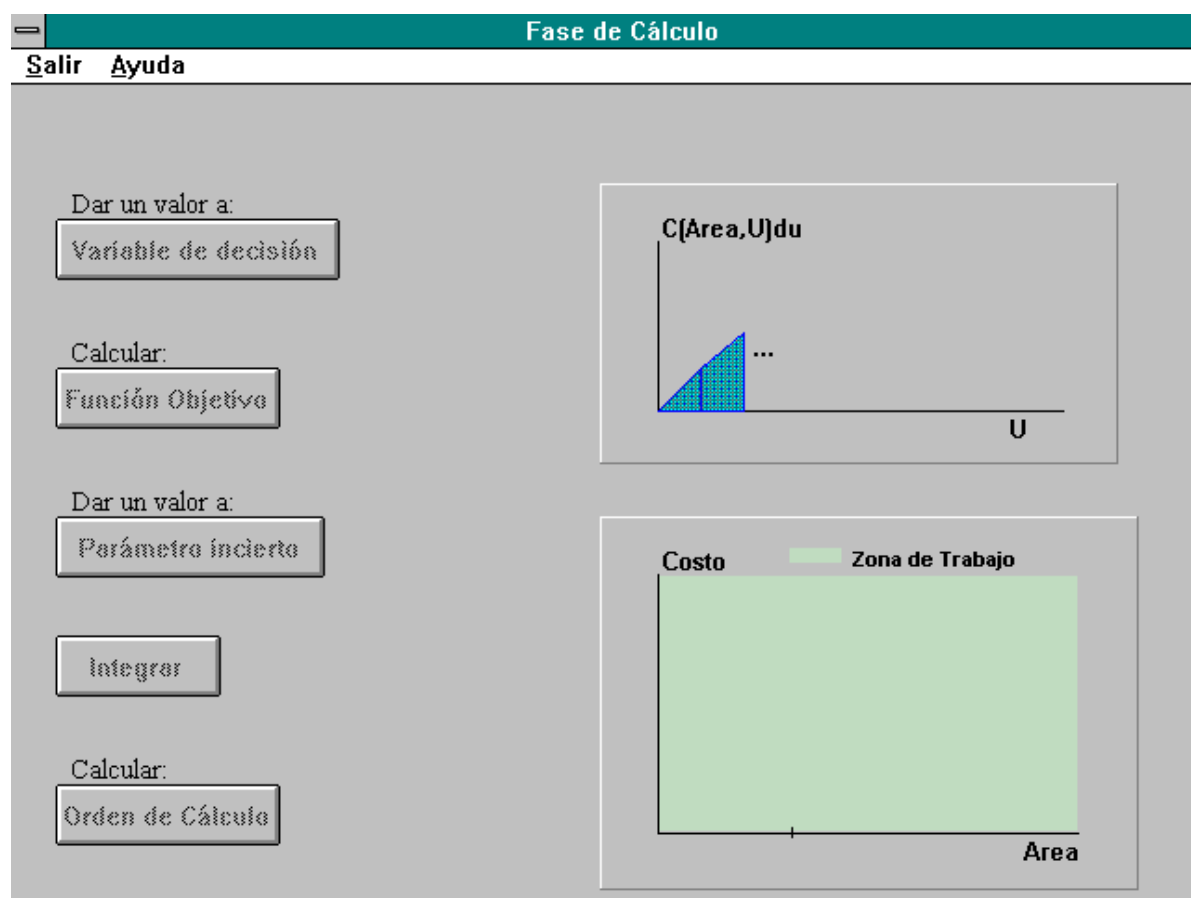 Fase de Cálculo
Salir Ayuda
Dar un valor a:
Variable de decisión
Calcular:
Función Objetivo
Dar un valor a:
Parámetro incierto
Integrar
Calcular:
Orden de Cálculo
C(Area,U)du
...
U
Costo
Zona de Trabajo
Area